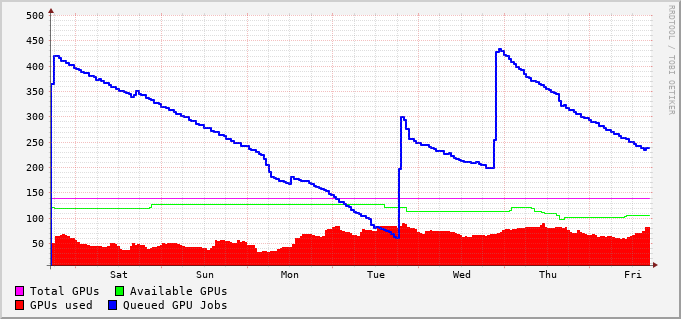 500
450
400
350
300
250
200
150
100
50
Sat Sun Mon Tue Wed Thu Fri
Total GPUs Available GPUs
GPUs used Queued GPU Jobs
RRDTOOL / TOBI OETIKER